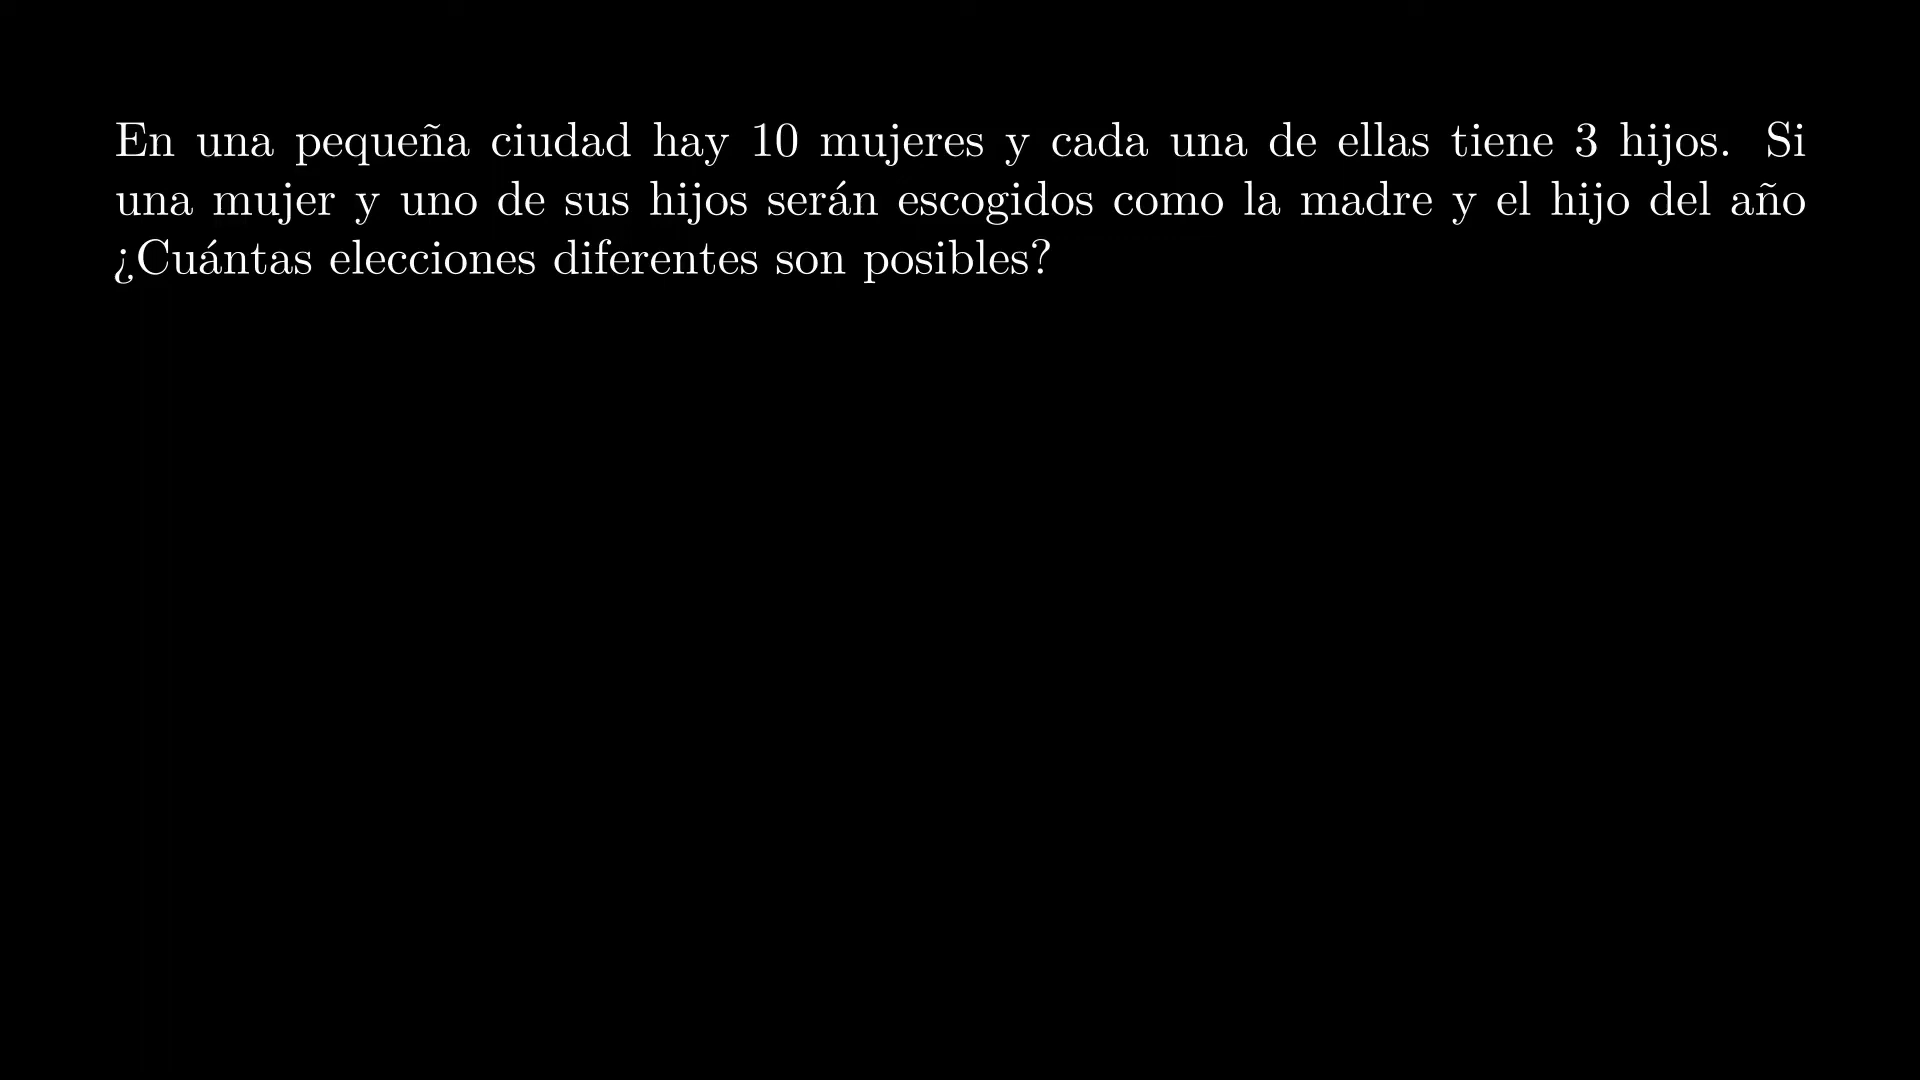 En una pequeña ciudad hay 10 mujeres y cada una de ellas tiene 3 hijos. Si
una mujer y uno de sus hijos serán escogidos como la madre y el hijo del año
¿Cuántas elecciones diferentes son posibles?